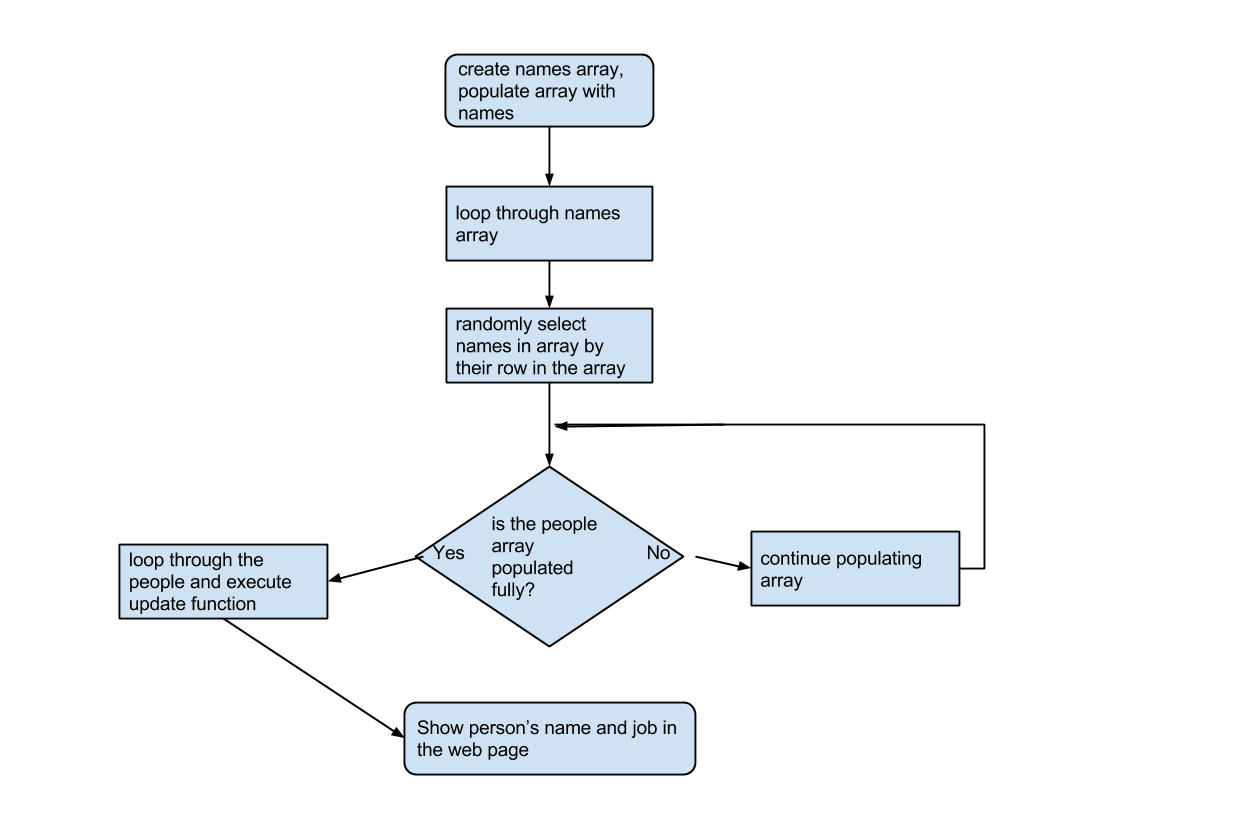 create names array,
populate array with
names
loop through names
array
randomly select
names in array by
their row in the array
is the people
array
populated
fully?
Yes
No
loop through the
people and execute
update function
continue populating
array
Show person’s name and job in
the web page